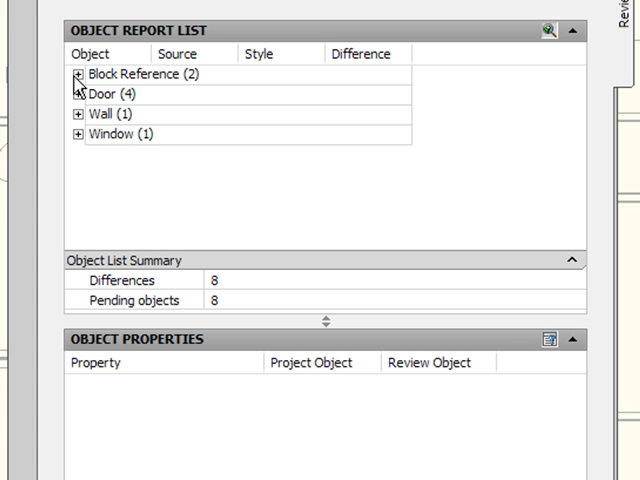 Revie
OBJECT REPORT LIST
Object Source Style Difference
Block Reference (2)
Door (4)
Wall (1)
Window (1)
Object List Summary
Differences 8
Pending objects 8
OBJECT PROPERTIES
Property Project Object Review Object